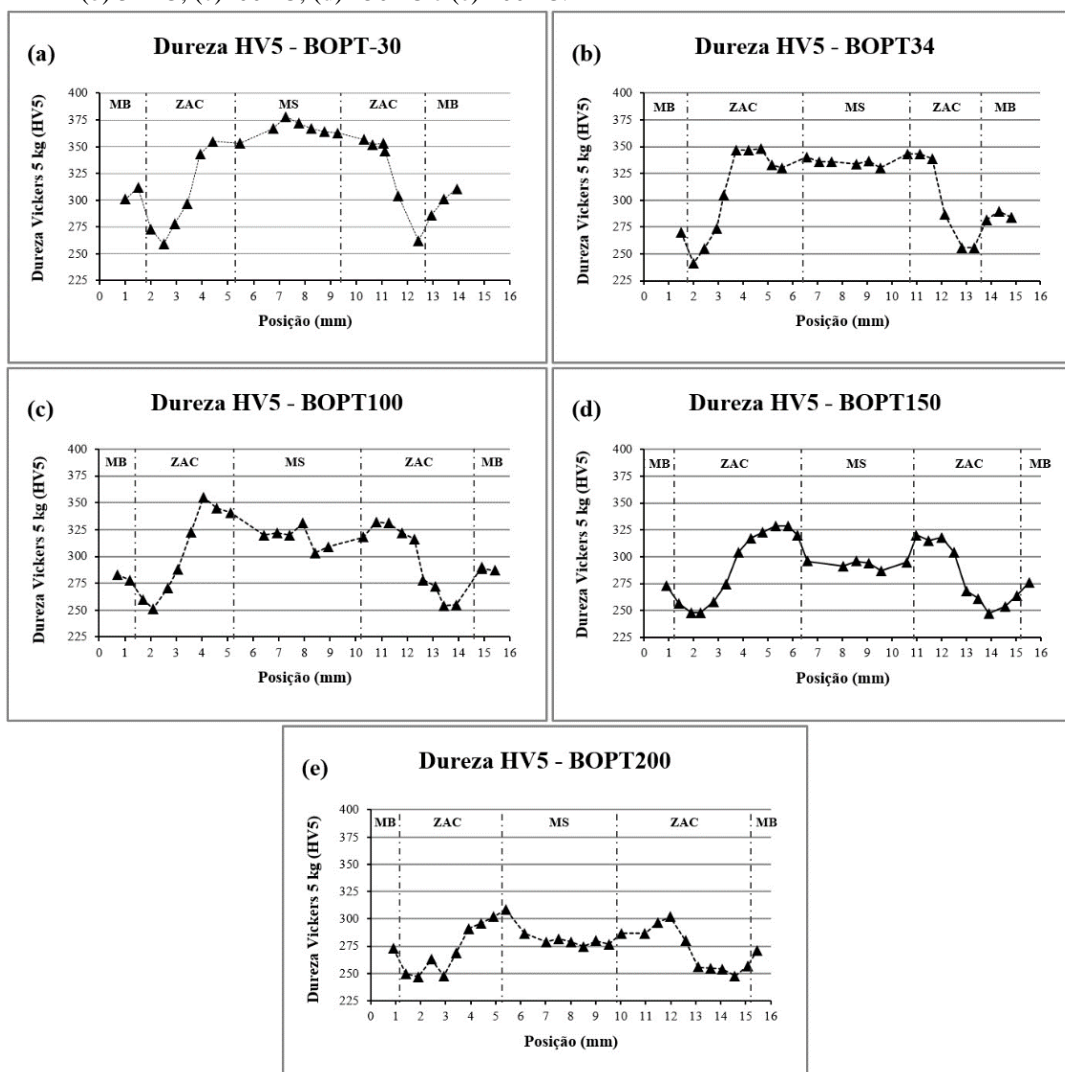 (a) Dureza HV5 - BOPT-30
Dureza Vickers 5 kg (HV5)
400
375
350
325
300
275
250
225
MB ZAC MS ZAC MB
0 1 2 3 4 5 6 7 8 9 10 11 12 13 14 15 16
Posição (mm)
(b) Dureza HV5 - BOPT34
Dureza Vickers 5 kg (HV5)
400
375
350
325
300
275
250
225
MB ZAC MS ZAC MB
0 1 2 3 4 5 6 7 8 9 10 11 12 13 14 15 16
Posição (mm)
(c) Dureza HV5 - BOPT100
Dureza Vickers 5 kg (HV5)
400
375
350
325
300
275
250
225
MB ZAC MS ZAC MB
0 1 2 3 4 5 6 7 8 9 10 11 12 13 14 15 16
Posição (mm)
(d) Dureza HV5 - BOPT150
Dureza Vickers 5 kg (HV5)
400
375
350
325
300
275
250
225
MB ZAC MS ZAC MB
0 1 2 3 4 5 6 7 8 9 10 11 12 13 14 15 16
Posição (mm)
(e) Dureza HV5 - BOPT200
Dureza Vickers 5 kg (HV5)
400
375
350
325
300
275
250
225
MB ZAC MS ZAC MB
0 1 2 3 4 5 6 7 8 9 10 11 12 13 14 15 16
Posição (mm)